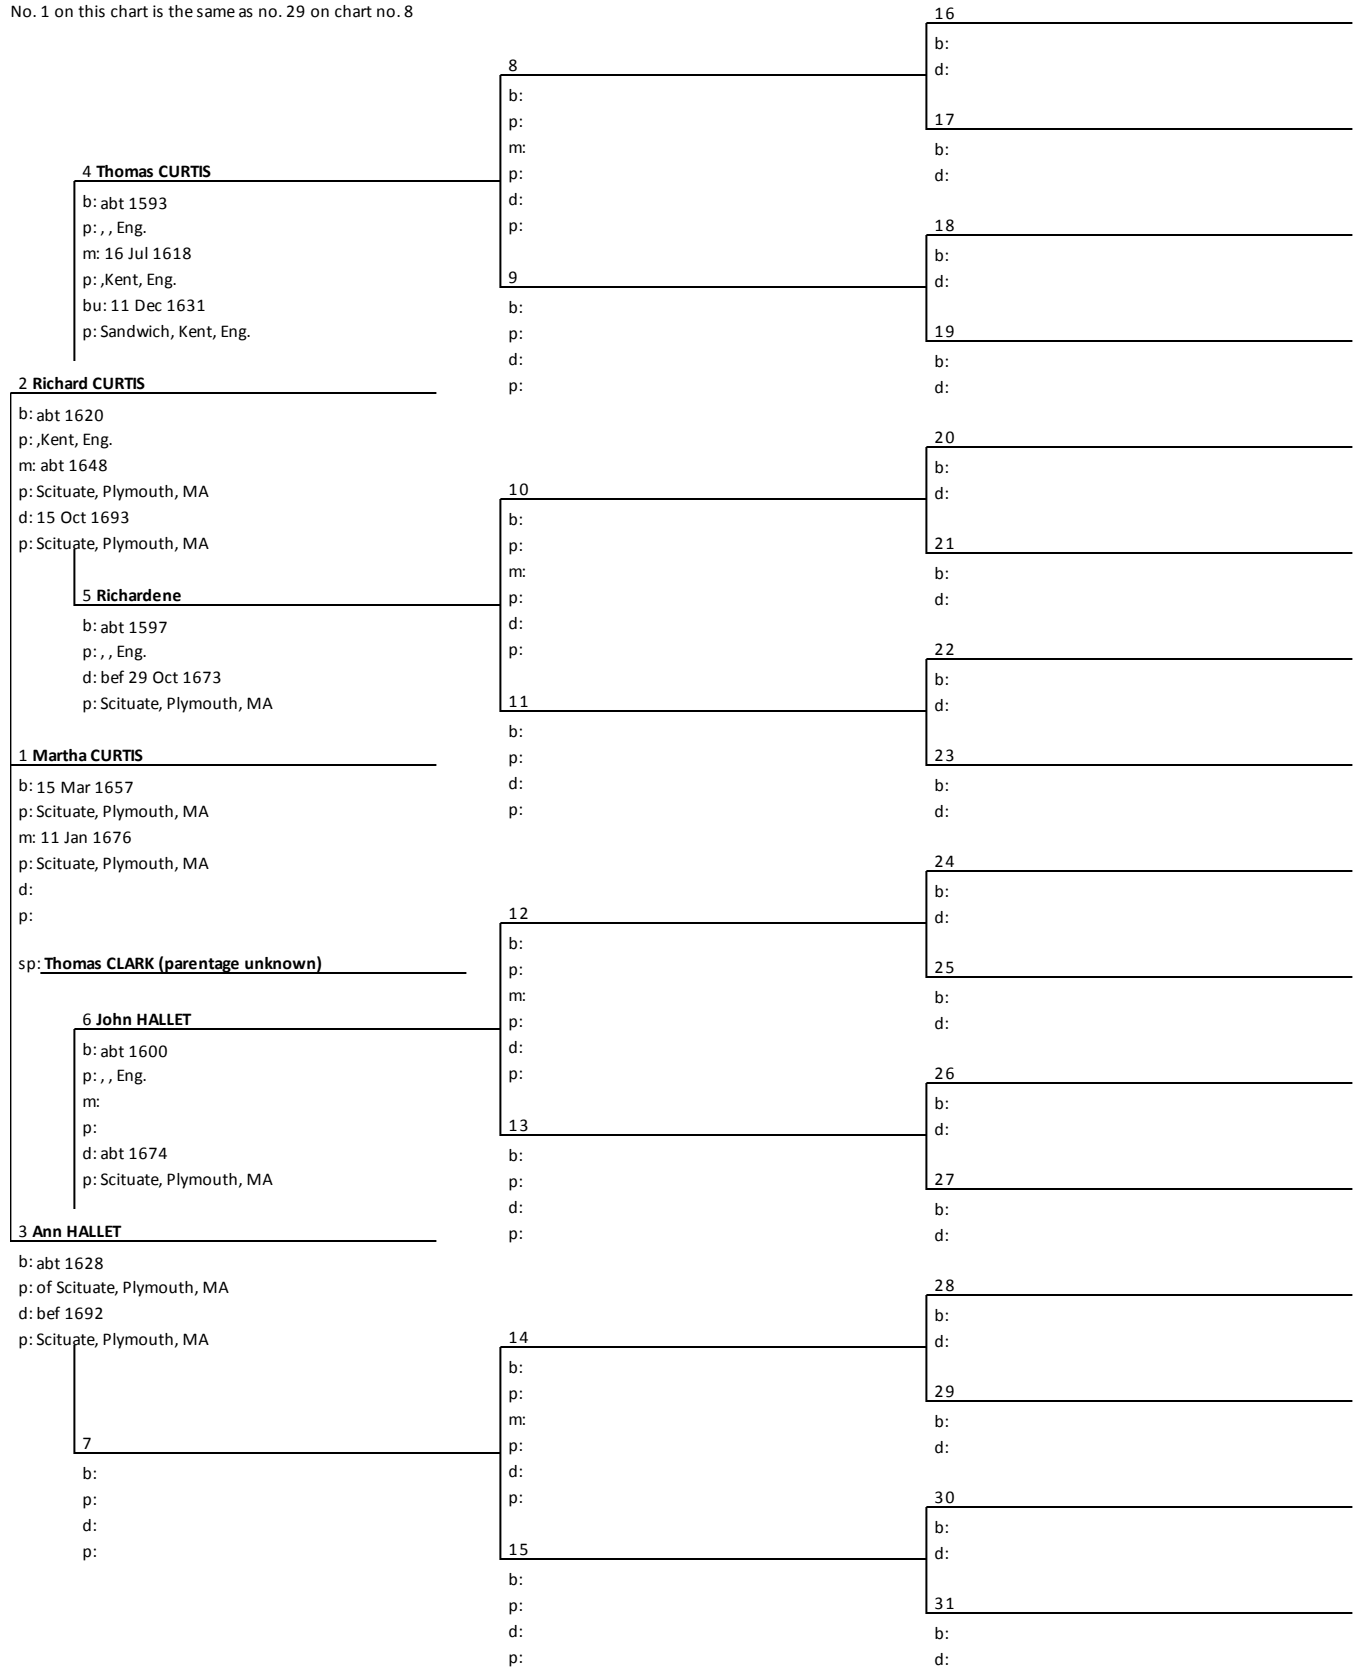 No. 1 on this chart is the same as no. 29 on chart no. 8
4 Thomas CURTIS
b: abt 1593
p: , , Eng.
m: 16 Jul 1618
p: ,Kent, Eng.
bu: 11 Dec 1631
p: Sandwich, Kent, Eng.
2 Richard CURTIS
b: abt 1620
p: ,Kent, Eng.
m: abt 1648
p: Scituate, Plymouth, MA
d: 15 Oct 1693
p: Scituate, Plymouth, MA
5 Richardene
b: abt 1597
p: , , Eng.
d: bef 29 Oct 1673
p: Scituate, Plymouth, MA
1 Martha CURTIS
b: 15 Mar 1657
p: Scituate, Plymouth, MA
m: 11 Jan 1676
p: Scituate, Plymouth, MA
d:
p:
sp: Thomas CLARK (parentage unknown)
6 John HALLET
b: abt 1600
p: , , Eng.
m:
p:
d: abt 1674
p: Scituate, Plymouth, MA
3 Ann HALLET
b: abt 1628
p: of Scituate, Plymouth, MA
d: bef 1692
p: Scituate, Plymouth, MA
7
b:
p:
d:
p:
8
b:
p:
m:
p:
d:
p:
9
b:
p:
d:
p:
10
b:
p:
m:
p:
d:
p:
11
b:
p:
d:
p:
12
b:
p:
m:
p:
d:
p:
13
b:
p:
d:
p:
14
b:
p:
m:
p:
d:
p:
15
b:
p:
d:
p:
16
b:
d:
17
b:
d:
18
b:
d:
19
b:
d:
20
b:
d:
21
b:
d:
22
b:
d:
23
b:
d:
24
b:
d:
25
b:
d:
26
b:
d:
27
b:
d:
28
b:
d:
29
b:
d:
30
b:
d:
31
b:
d: